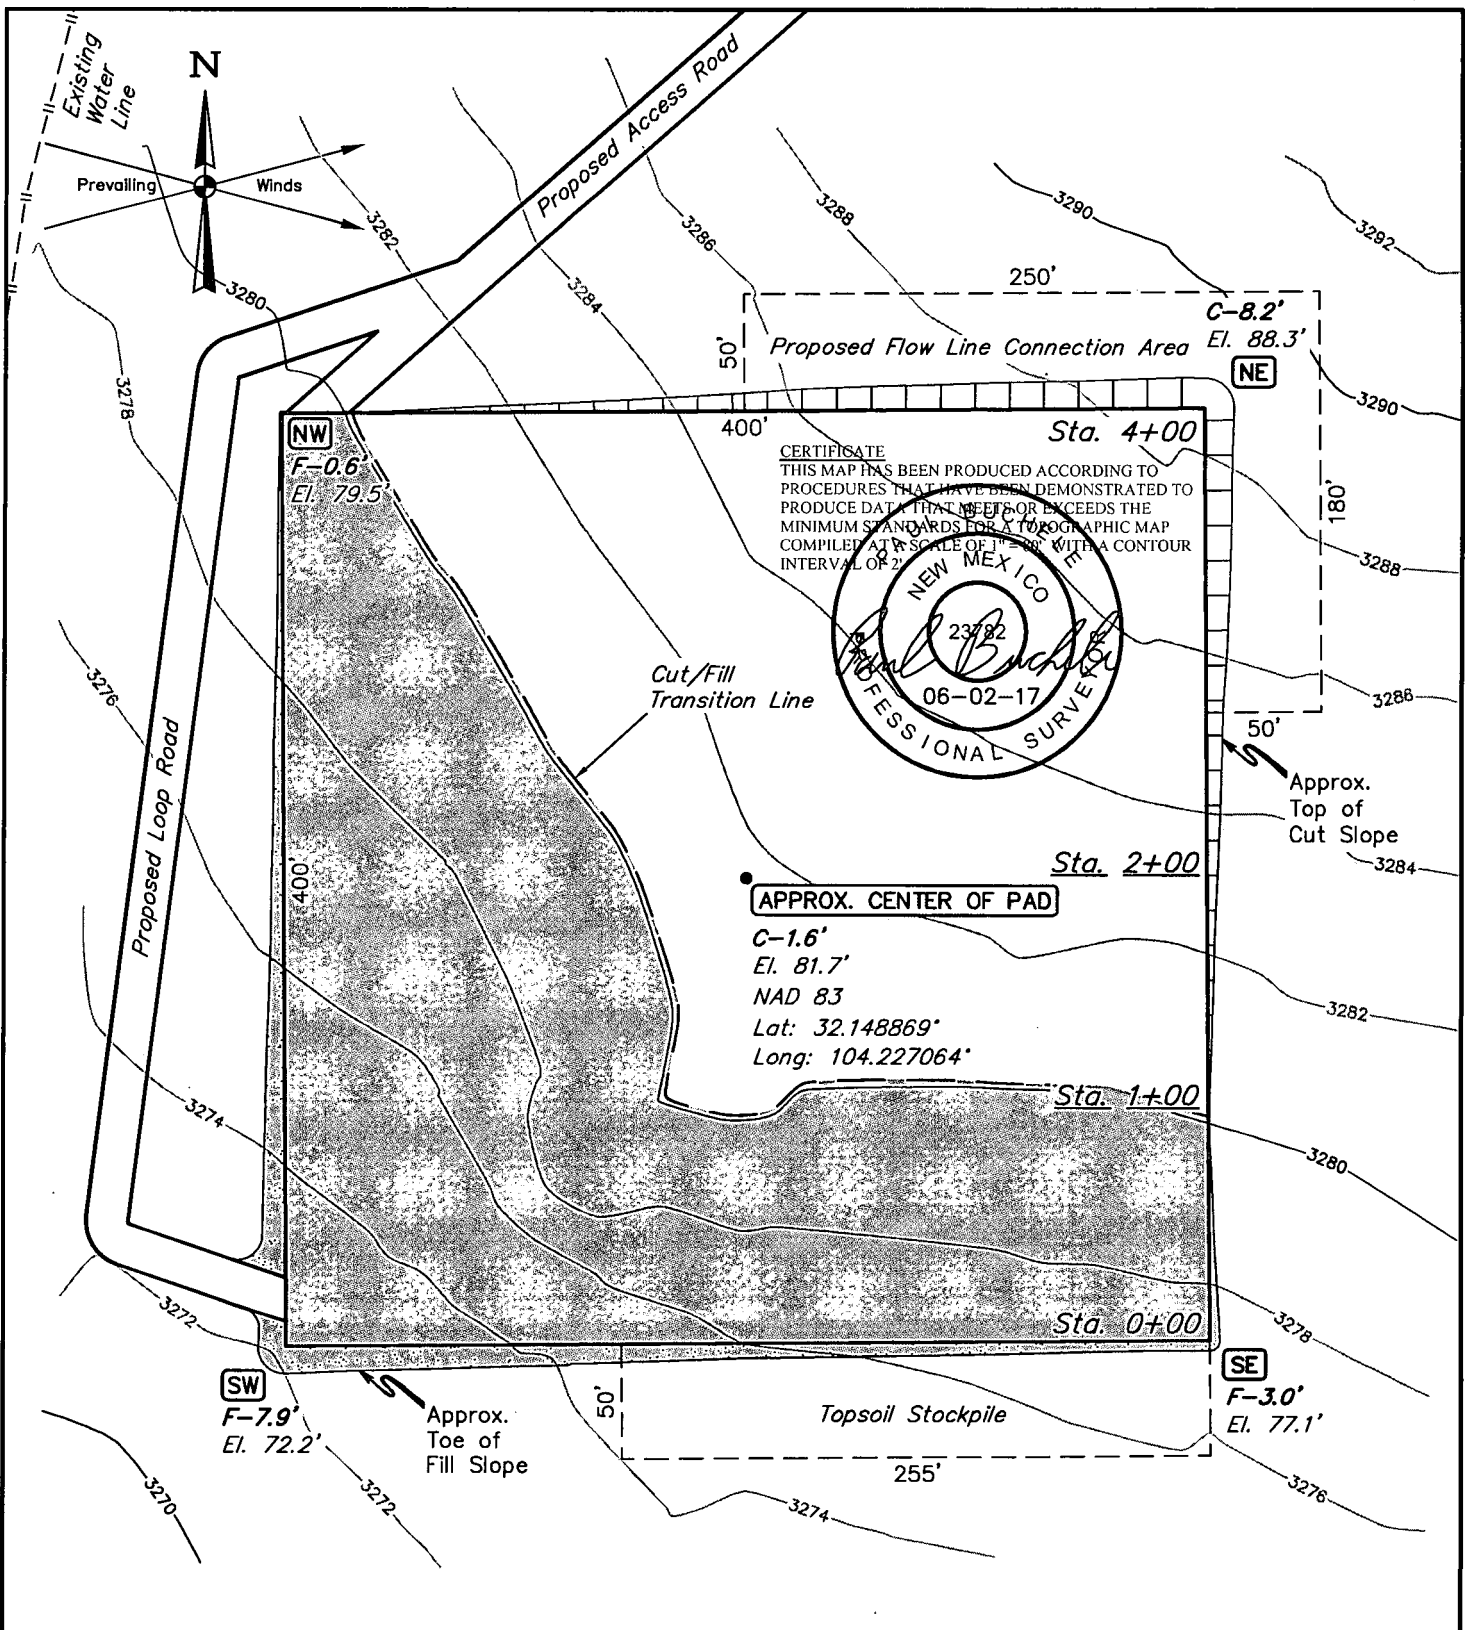 Existing
Water
Line
N
Prevailing Winds
Proposed Access Road
3282
3280
3278
3284
3286
3288
3290
3292
250'
C-8.2'
El. 88.3'
NE
50'
Proposed Flow Line Connection Area
3290
NW
F-0.6'
El. 79.5'
400'
Sta. 4+00
CERTIFICATE
THIS MAP HAS BEEN PRODUCED ACCORDING TO
PROCEDURES THAT HAVE BEEN DEMONSTRATED TO
PRODUCE DATA THAT MEETS OR EXCEEDS THE
MINIMUM STANDARDS FOR A TOPOGRAPHIC MAP
COMPILED AT A SCALE OF 1" = WITH A CONTOUR
INTERVAL OF 2'
PAUL
NEW MEXICO
23782
06-02-17
PROFESSIONAL SURVEYOR
180'
3288
3286
50'
Approx.
Top of
Cut Slope
3284
Cut/Fill
Transition Line
3276
Proposed Loop Road
400'
Sta. 2+00
APPROX. CENTER OF PAD
C-1.6'
El. 81.7'
NAD 83
Lat: 32.148869°
Long: 104.227064°
3282
Sta. 1+00
3274
3280
3272
Sta. 0+00
3278
SW
F-7.9'
El. 72.2'
Approx.
Toe of
Fill Slope
50'
Topsoil Stockpile
255'
SE
F-3.0'
El. 77.1'
3270
3272
3274
3276